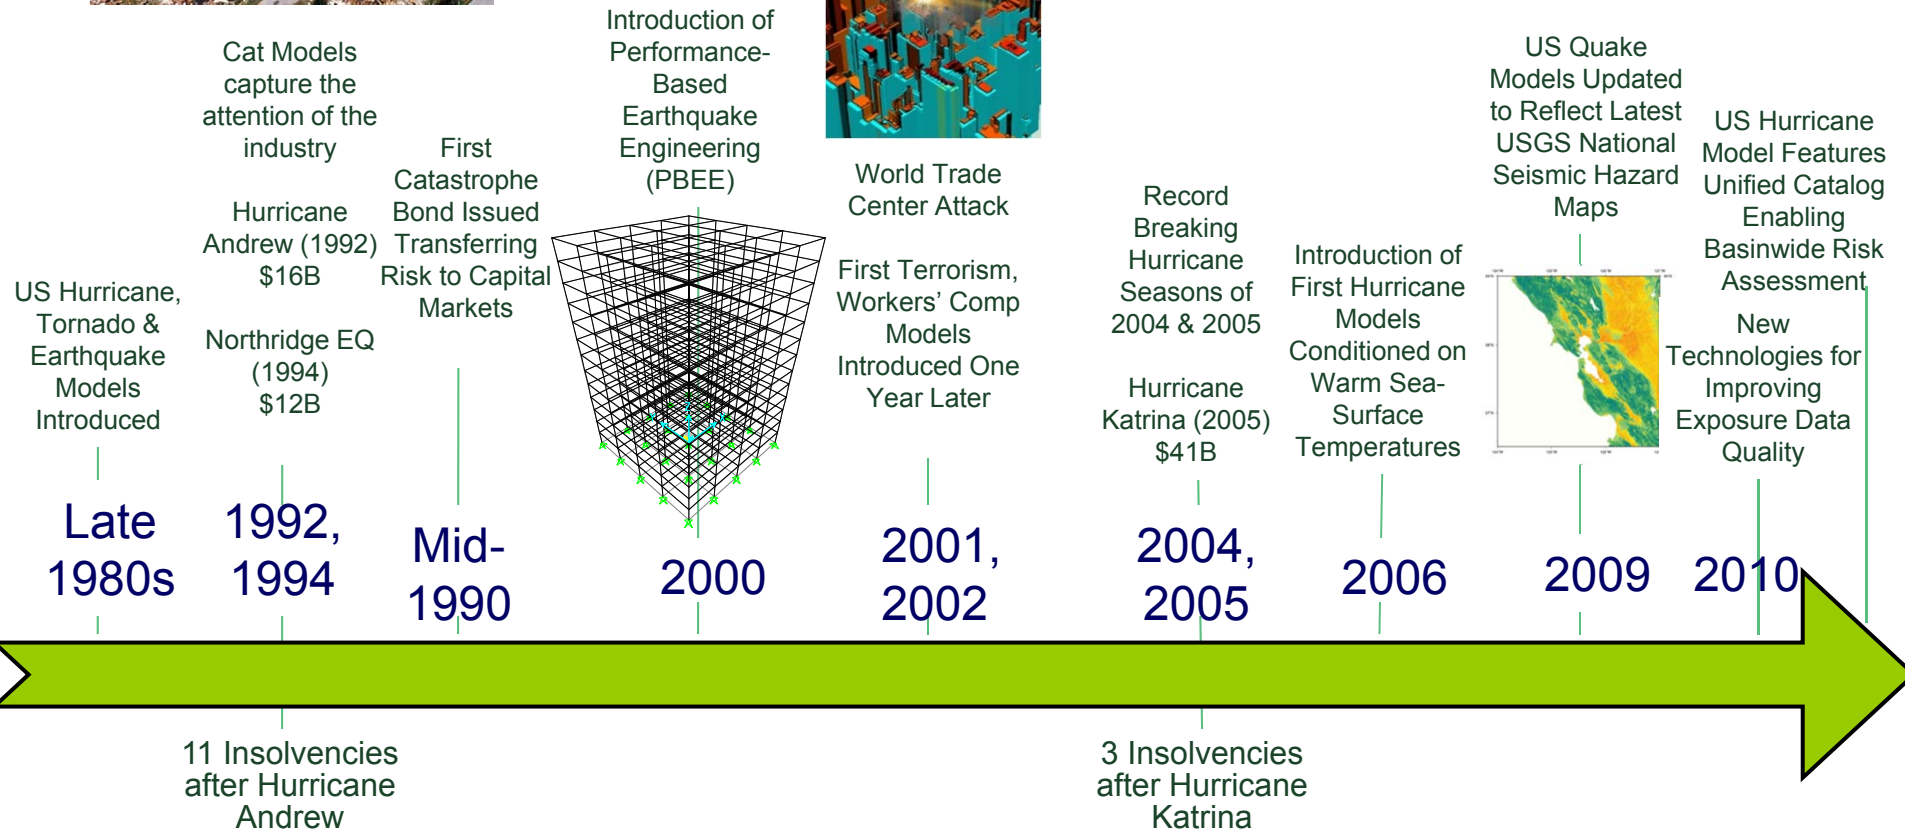 US Hurricane,
Tornado &
Earthquake
Models
Introduced
Late
1980s
Cat Models
capture the
attention of the
industry
Hurricane
Andrew (1992)
$16B
Northridge EQ
(1994)
$12B
1992,
1994
11 Insolvencies
after Hurricane
Andrew
First
Catastrophe
Bond Issued
Transferring
Risk to Capital
Markets
Mid-
1990
Introduction of
Performance-
Based
Earthquake
Engineering
(PBEE)
2000
World Trade
Center Attack
First Terrorism,
Workers’ Comp
Models
Introduced One
Year Later
2001,
2002
Record
Breaking
Hurricane
Seasons of
2004 & 2005
Hurricane
Katrina (2005)
$41B
2004,
2005
3 Insolvencies
after Hurricane
Katrina
Introduction of
First Hurricane
Models
Conditioned on
Warm Sea-
Surface
Temperatures
2006
US Quake
Models Updated
to Reflect Latest
USGS National
Seismic Hazard
Maps
2009
US Hurricane
Model Features
Unified Catalog
Enabling
Basinwide Risk
Assessment
New
Technologies for
Improving
Exposure Data
Quality
2010